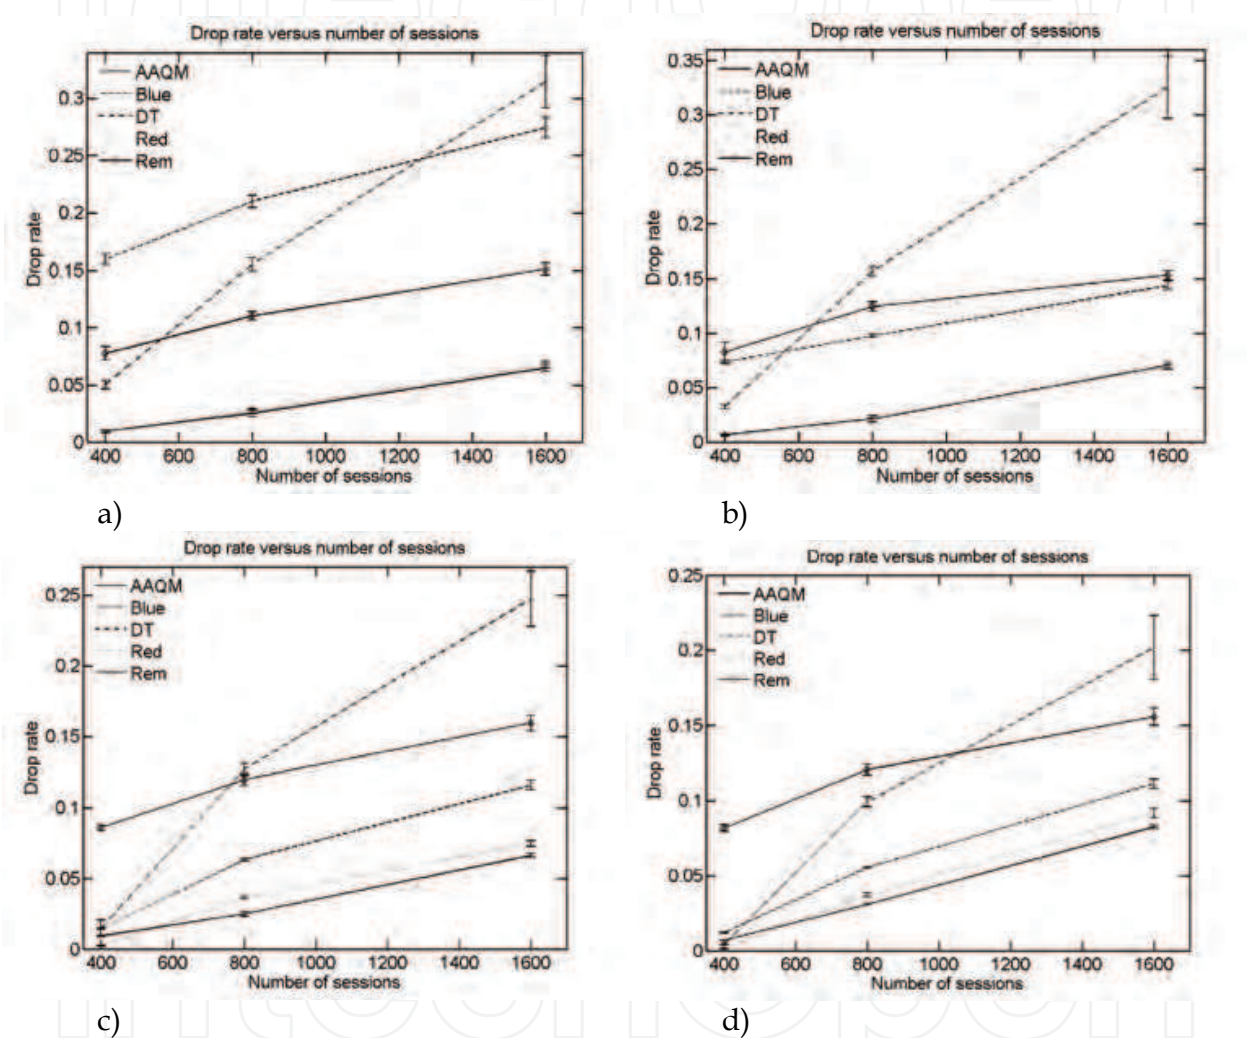 Drop rate versus number of sessions
AAQM
Blue
DT
Red
Rem
0.3
0.25
0.2
0.15
0.1
0.05
0
Drop rate
400 600 800 1000 1200 1400 1600
Number of sessions
a)
Drop rate versus number of sessions
AAQM
Blue
DT
Red
Rem
0.35
0.3
0.25
0.2
0.15
0.1
0.05
0
Drop rate
400 600 800 1000 1200 1400 1600
Number of sessions
b)
Drop rate versus number of sessions
AAQM
Blue
DT
Red
Rem
0.25
0.2
0.15
0.1
0.05
0
Drop rate
400 600 800 1000 1200 1400 1600
Number of sessions
c)
Drop rate versus number of sessions
AAQM
Blue
DT
Red
Rem
0.25
0.2
0.15
0.1
0.05
0
Drop rate
400 600 800 1000 1200 1400 1600
Number of sessions
d)